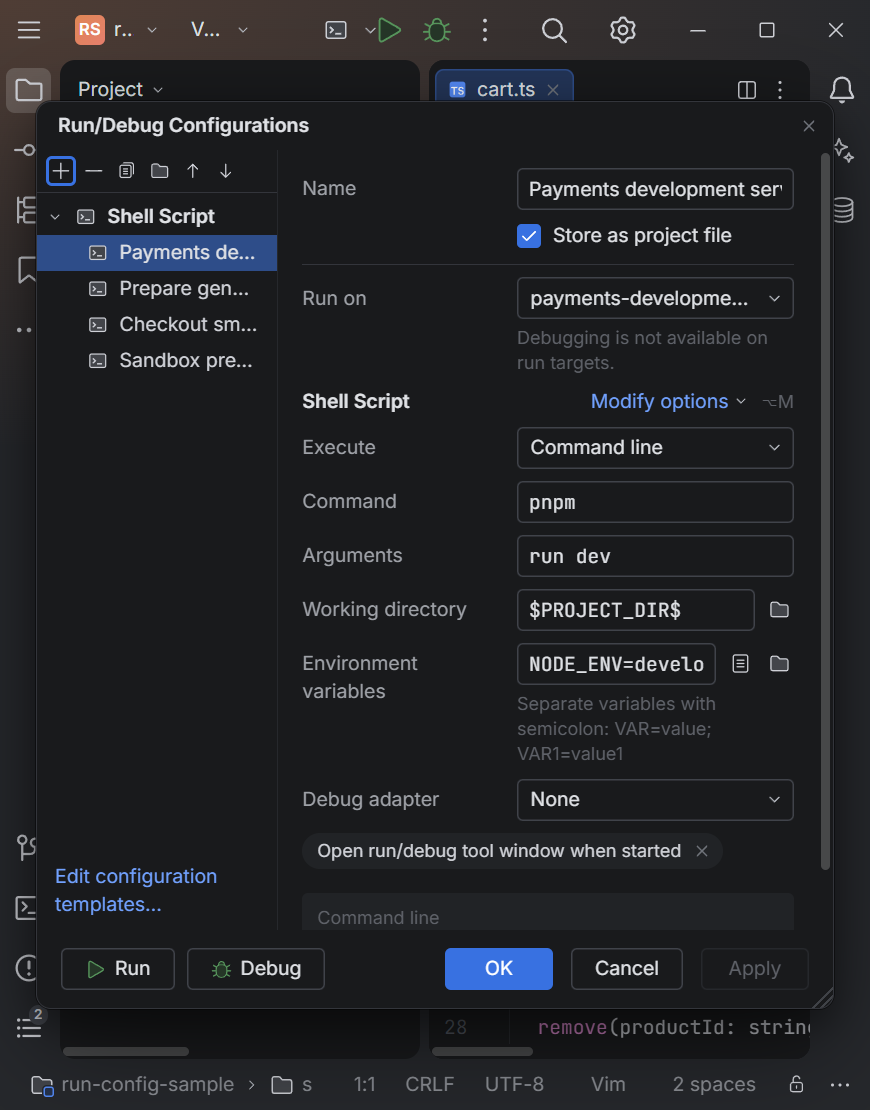 RS r.. V...
Project
TS cart.ts
Run/Debug Configurations
Shell Script
Payments de...
Prepare gen...
Checkout sm...
Sandbox pre...
Edit configuration
templates...
Name
Payments development ser
Store as project file
Run on
payments-developme...
Debugging is not available on
run targets.
Shell Script
Modify options ⌥M
Execute
Command line
Command
pnpm
Arguments
run dev
Working directory
$PROJECT_DIR$
Environment
variables
NODE_ENV=develo
Separate variables with
semicolon: VAR=value;
VAR1=value1
Debug adapter
None
Open run/debug tool window when started
Command line
Run
Debug
OK
Cancel
Apply
2
28 remove(productId: string
run-config-sample › s 1:1 CRLF UTF-8 Vim 2 spaces